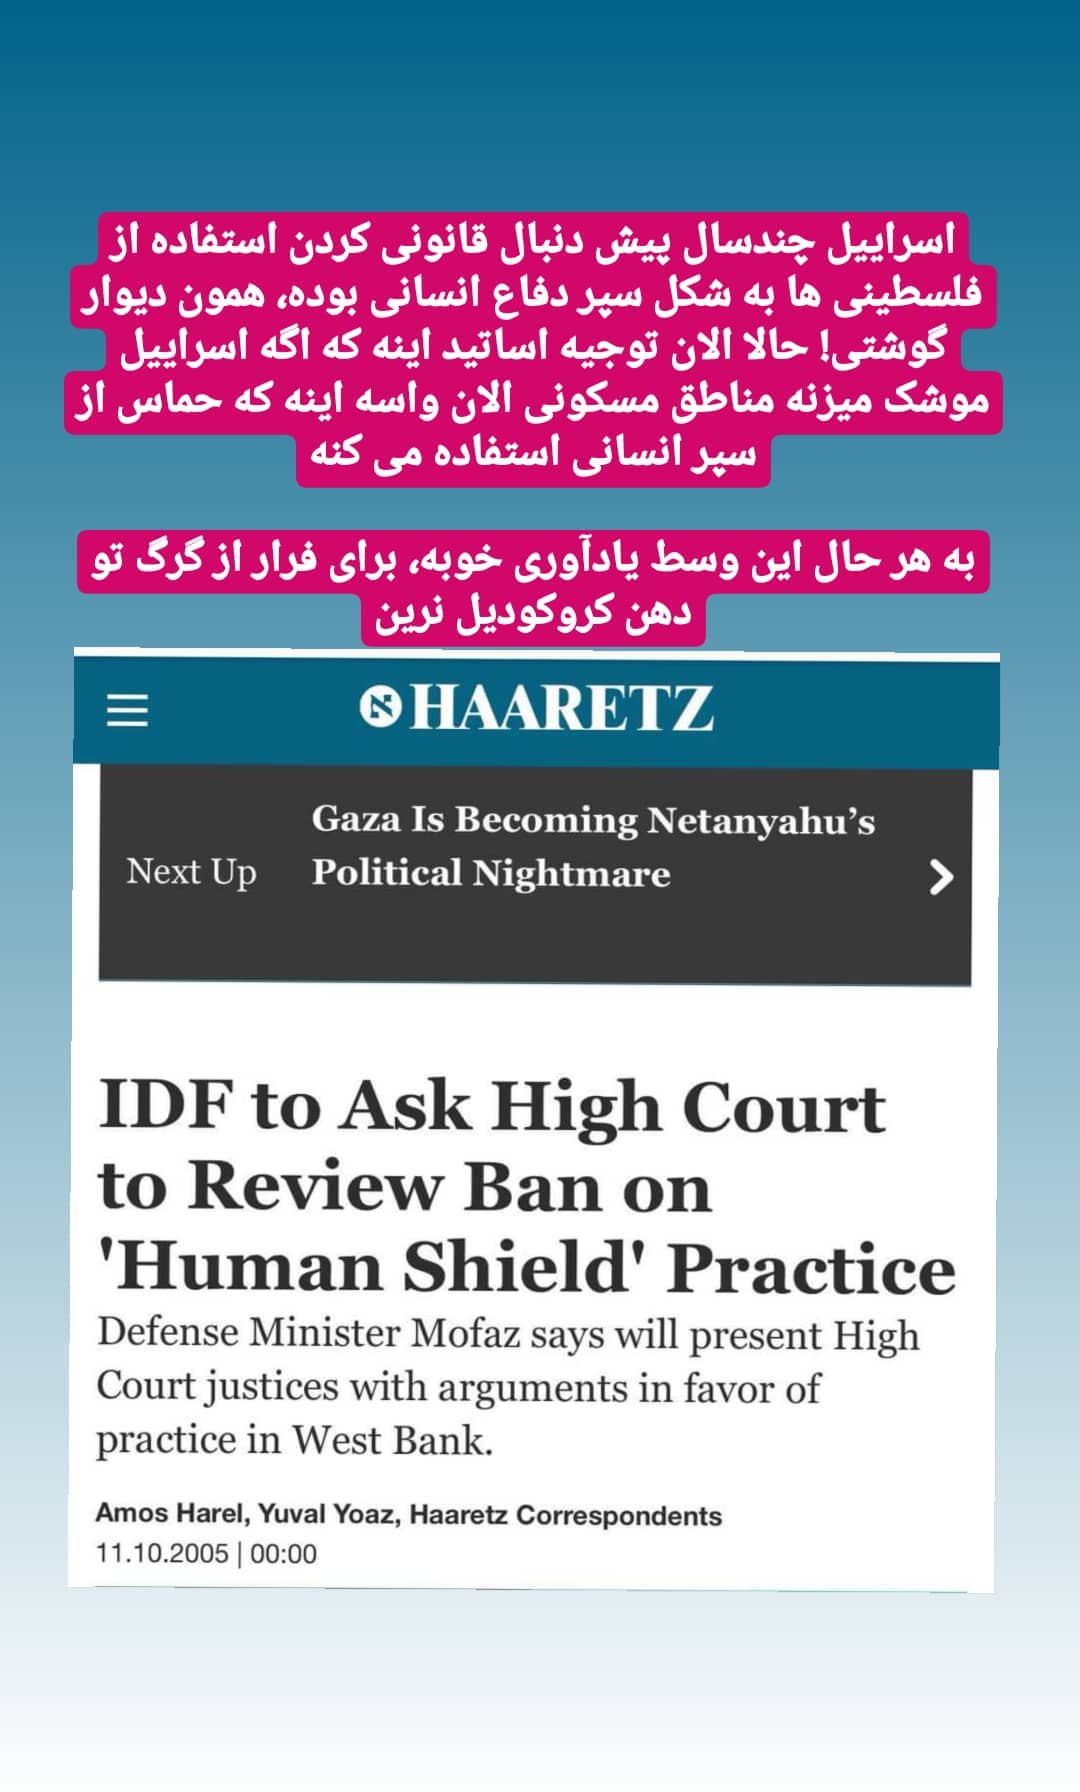 اسراییل چندسال پیش دنبال قانونی کردن استفاده از
فلسطینی ها به شکل سپر دفاع انسانی بوده، همون دیوار
گوشتی! حالا الان توجیه اساتید اینه که اگه اسراییل
موشک میزنه مناطق مسکونی الان واسه اینه که حماس از
سپر انسانی استفاده می کنه
به هر حال این وسط یادآوری خوبه، برای فرار از گرگ تو
دهن کروکودیل نرین
HAARETZ
Gaza Is Becoming Netanyahu’s
Next Up Political Nightmare
IDF to Ask High Court
to Review Ban on
'Human Shield' Practice
Defense Minister Mofaz says will present High
Court justices with arguments in favor of
practice in West Bank.
Amos Harel, Yuval Yoaz, Haaretz Correspondents
11.10.2005 | 00:00